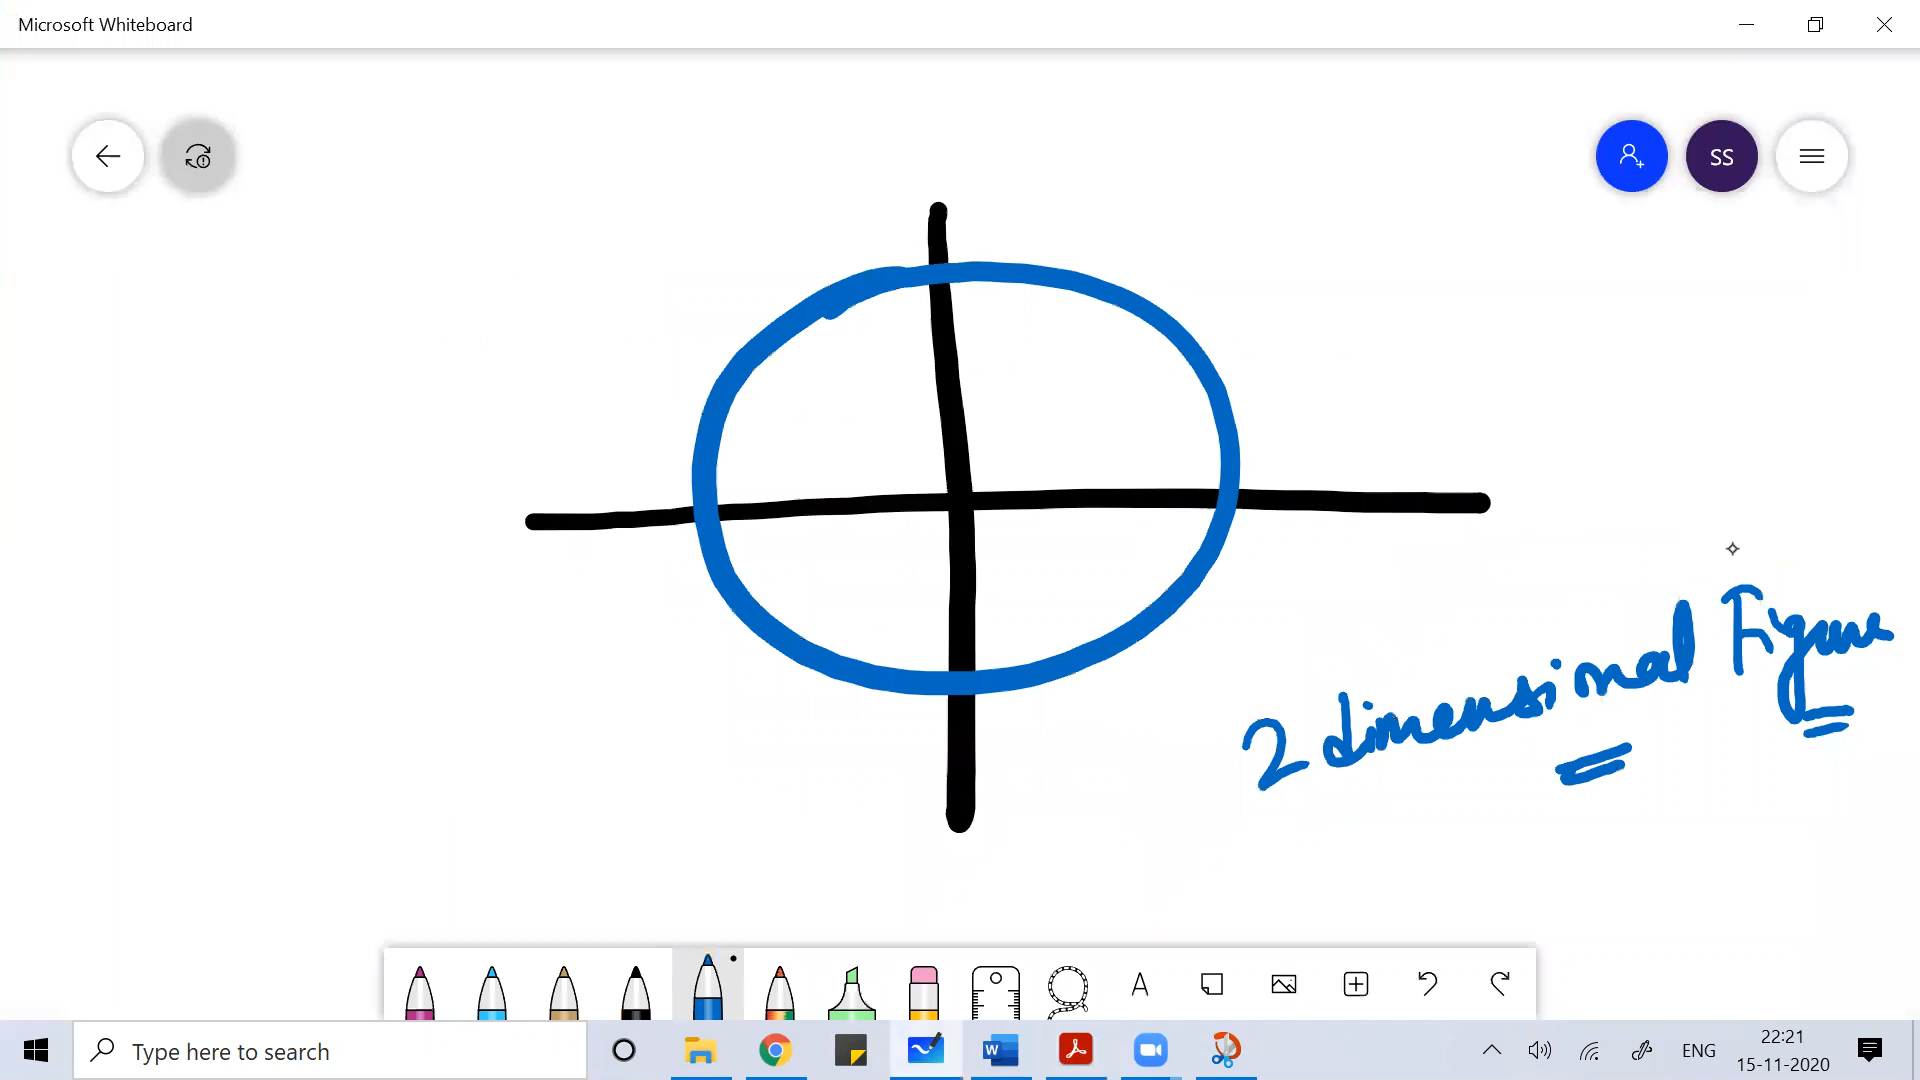 Microsoft Whiteboard
SS
2 dimensional Figure
A
Type here to search
W
ENG
22:21
15-11-2020